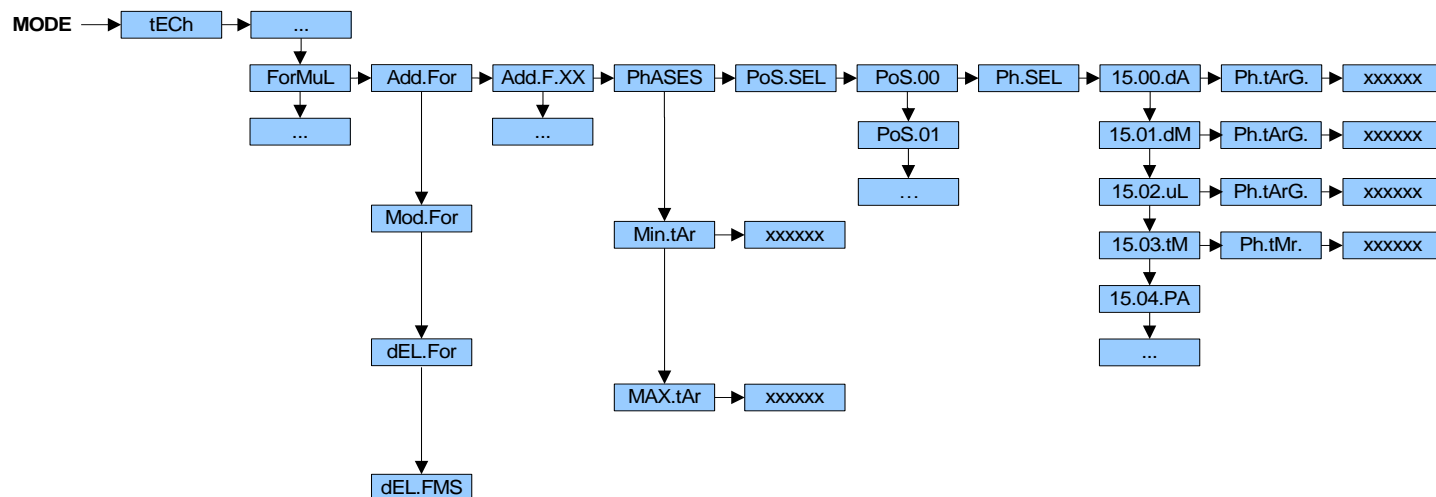 MODE tECh ...
ForMuL Add.For Add.F.XX PhASES PoS.SEL PoS.00 Ph.SEL 15.00.dA Ph.tArG. xxxxxx
... ... PoS.01 15.01.dM Ph.tArG. xxxxxx
... 15.02.uL Ph.tArG. xxxxxx
Mod.For Min.tAr xxxxxx 15.03.tM Ph.tMr. xxxxxx
15.04.PA
dEL.For ...
MAX.tAr xxxxxx
dEL.FMS